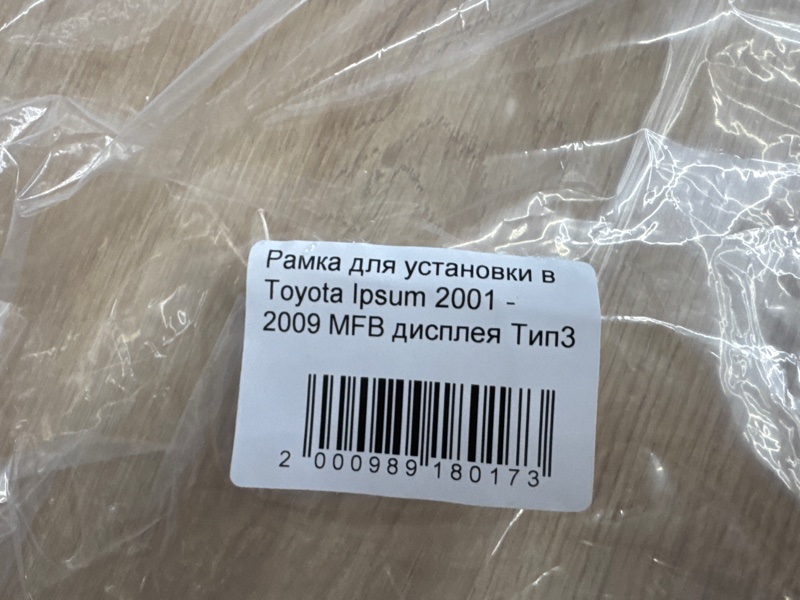 Рамка для установки в
Toyota Ipsum 2001 -
2009 MFB дисплея Тип3
2 000989 180173